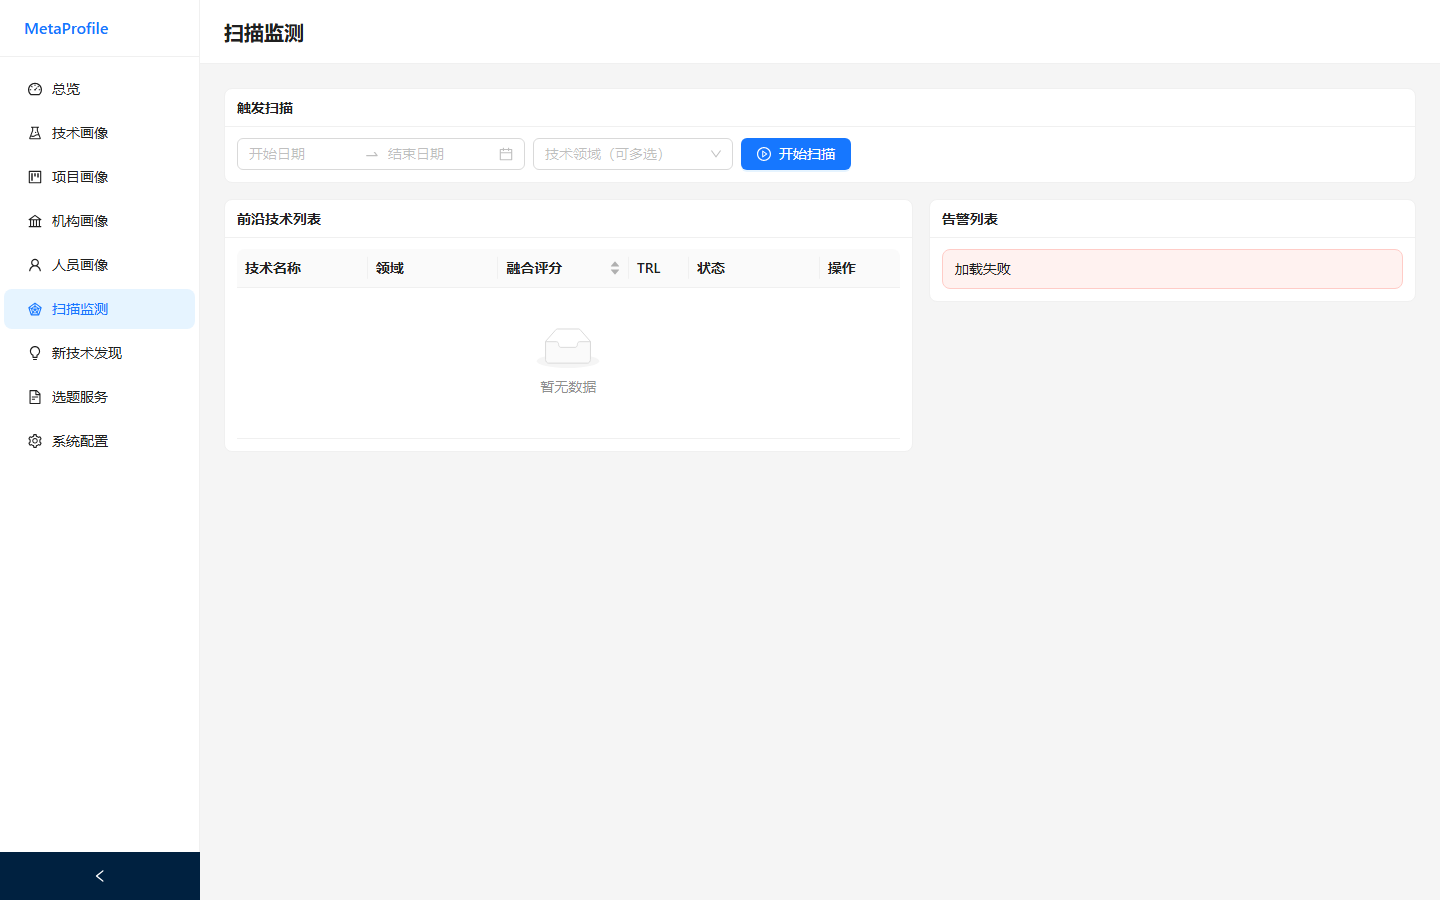 MetaProfile
总览
技术画像
项目画像
机构画像
人员画像
扫描监测
新技术发现
选题服务
系统配置
扫描监测
触发扫描
开始日期 结束日期 技术领域（可多选） 开始扫描
前沿技术列表
技术名称 领域 融合评分 TRL 状态 操作
暂无数据
告警列表
加载失败